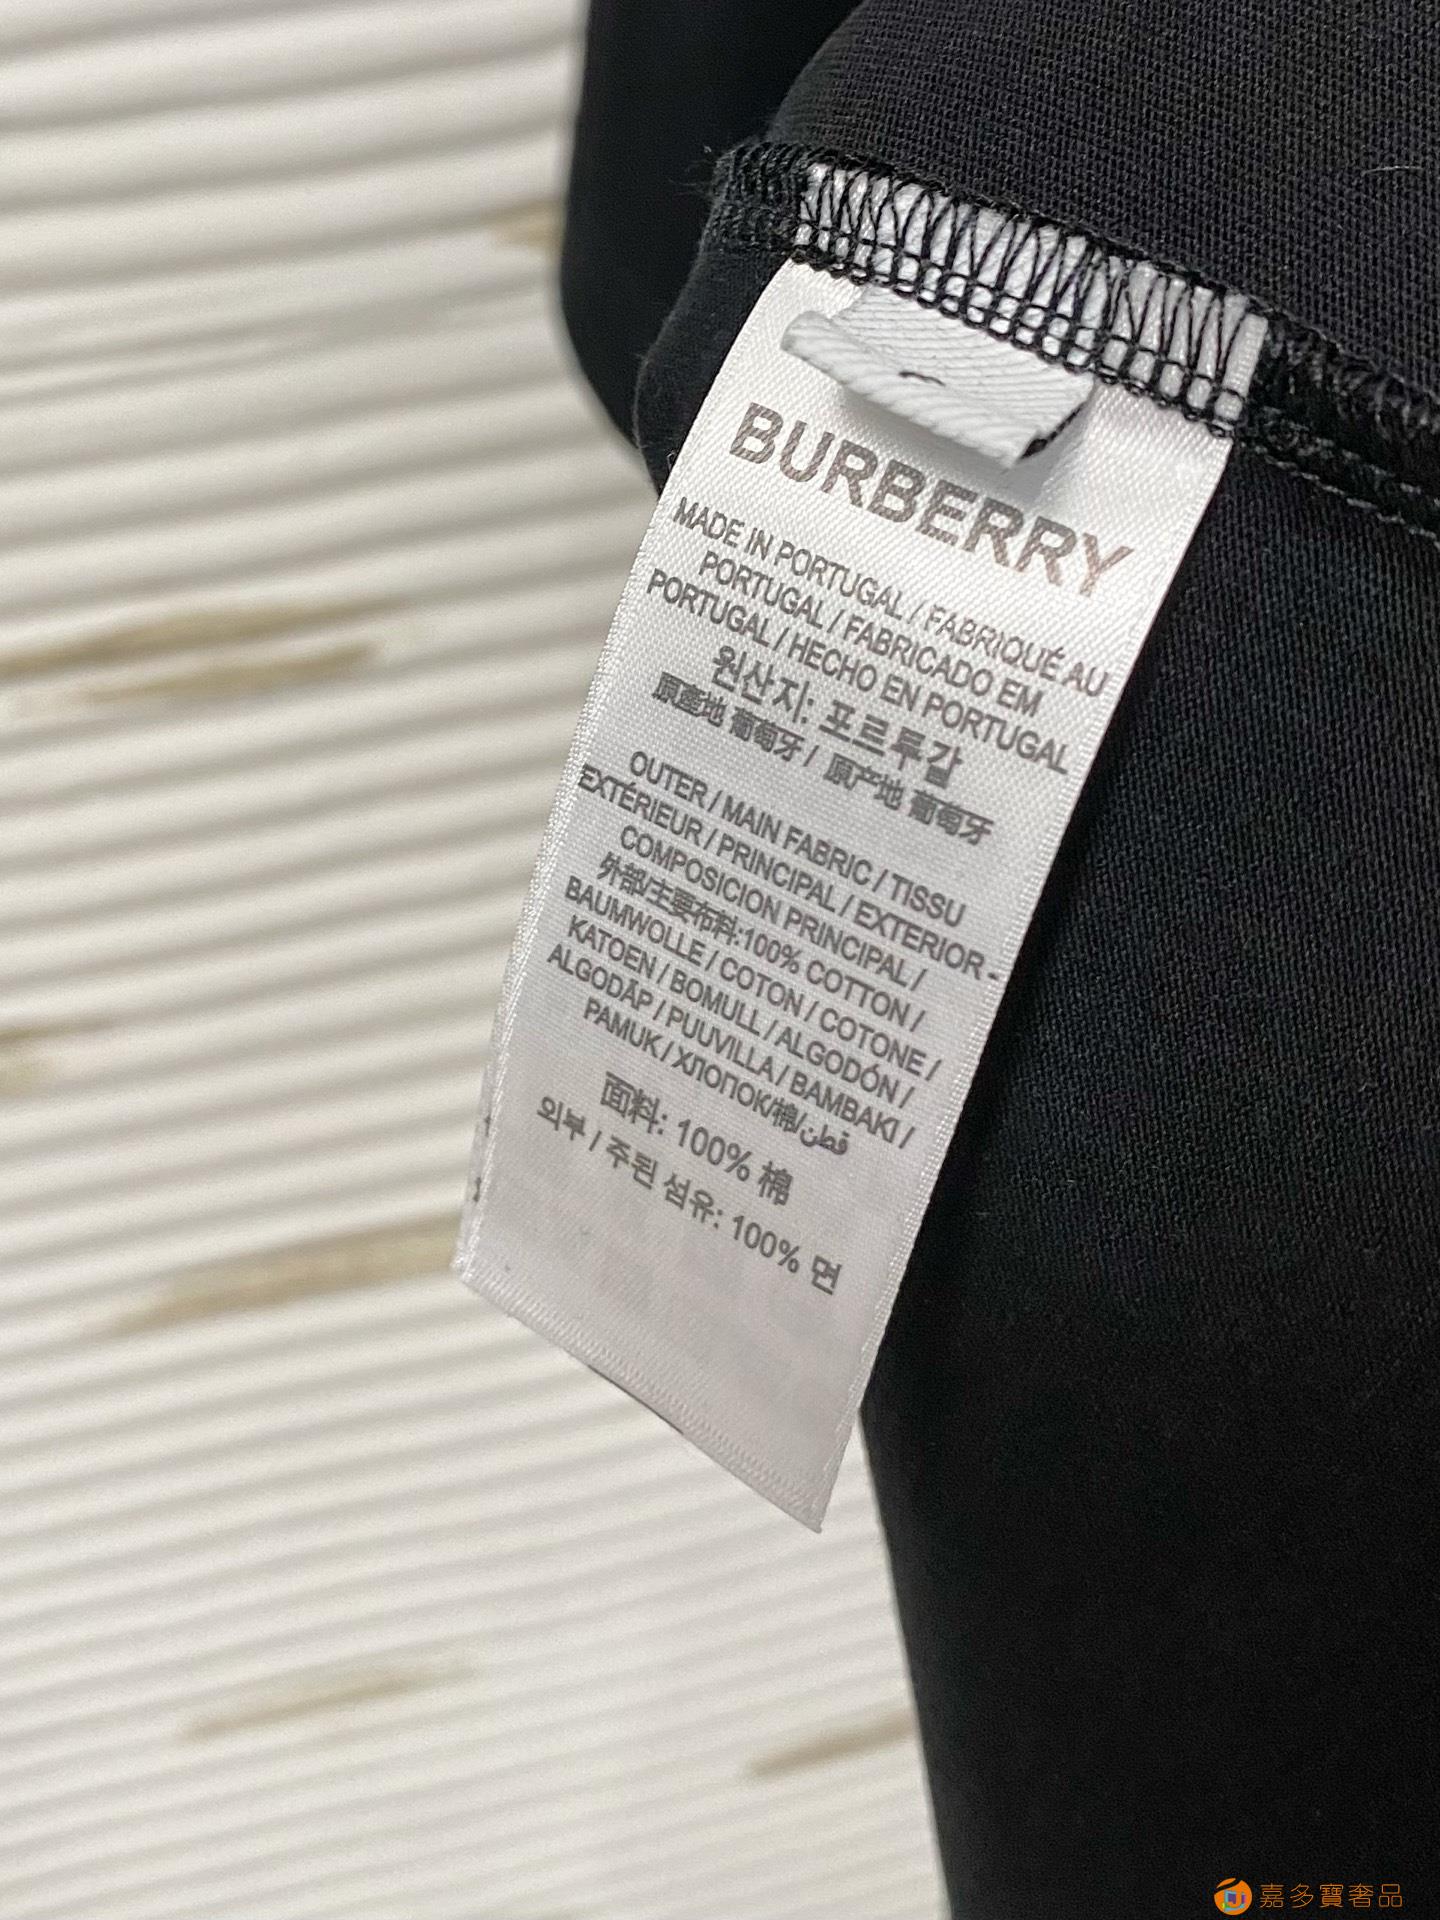 BURBERRY
MADE IN PORTUGAL / FABRIQUÉ AU
PORTUGAL / FABRICADO EM
PORTUGAL / HECHO EN PORTUGAL
원산지: 포르투갈
原產地 葡萄牙 / 原产地 葡萄牙
OUTER / MAIN FABRIC / TISSU
EXTÉRIEUR / PRINCIPAL / EXTERIOR -
COMPOSICION PRINCIPAL /
外部/主要布料:100% COTTON /
BAUMWOLLE / COTON / COTONE /
KATOEN / BOMULL / ALGODÓN /
ALGODÃP / PUUVILLA / BAMBAKI /
PAMUK / ХЛОПОК/棉/قطن
面料: 100% 棉
외부 / 주된 섬유: 100% 면
嘉多寶奢品